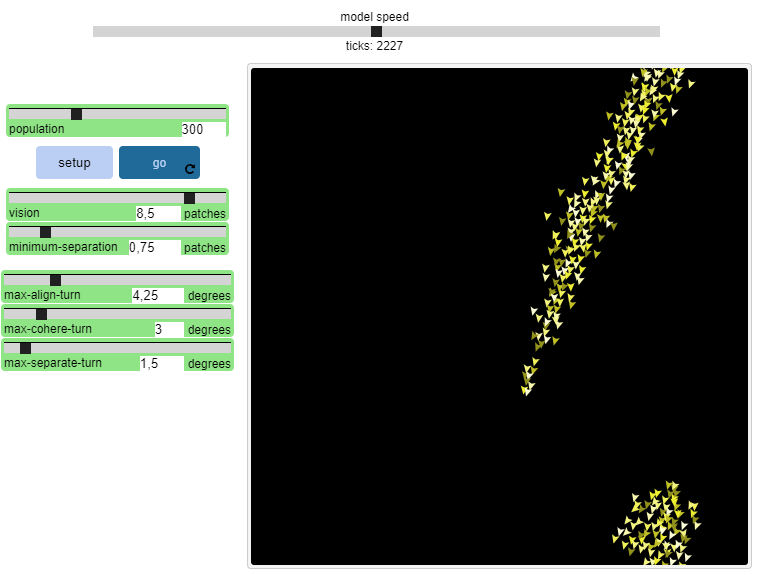 model speed
ticks: 2227
population 300
setup go
vision 8,5 patches
minimum-separation 0,75 patches
max-align-turn 4,25 degrees
max-cohere-turn 3 degrees
max-separate-turn 1,5 degrees